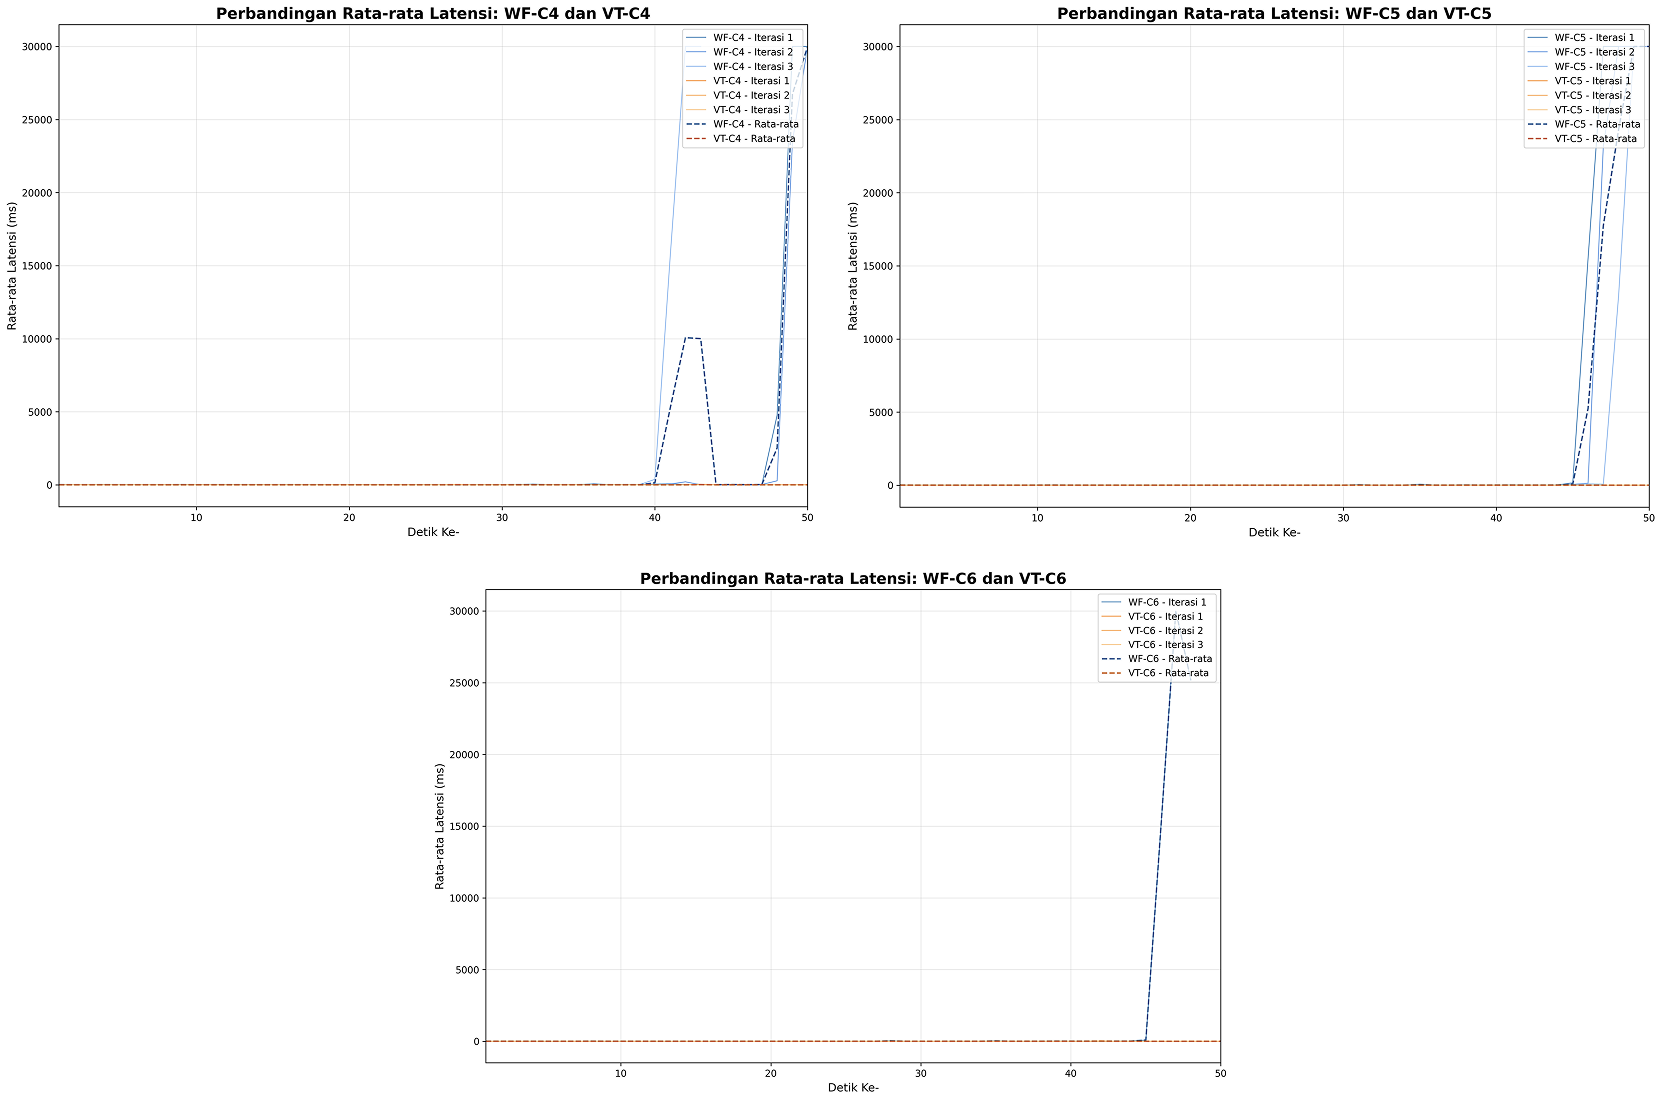 Perbandingan Rata-rata Latensi: WF-C4 dan VT-C4
30000
25000
20000
15000
10000
5000
0
Rata-rata Latensi (ms)
WF-C4 - Iterasi 1
WF-C4 - Iterasi 2
WF-C4 - Iterasi 3
VT-C4 - Iterasi 1
VT-C4 - Iterasi 2
VT-C4 - Iterasi 3
WF-C4 - Rata-rata
VT-C4 - Rata-rata
10 20 30 40 50
Detik Ke-
Perbandingan Rata-rata Latensi: WF-C5 dan VT-C5
30000
25000
20000
15000
10000
5000
0
Rata-rata Latensi (ms)
WF-C5 - Iterasi 1
WF-C5 - Iterasi 2
WF-C5 - Iterasi 3
VT-C5 - Iterasi 1
VT-C5 - Iterasi 2
VT-C5 - Iterasi 3
WF-C5 - Rata-rata
VT-C5 - Rata-rata
10 20 30 40 50
Detik Ke-
Perbandingan Rata-rata Latensi: WF-C6 dan VT-C6
30000
25000
20000
15000
10000
5000
0
Rata-rata Latensi (ms)
WF-C6 - Iterasi 1
VT-C6 - Iterasi 1
VT-C6 - Iterasi 2
VT-C6 - Iterasi 3
WF-C6 - Rata-rata
VT-C6 - Rata-rata
10 20 30 40 50
Detik Ke-